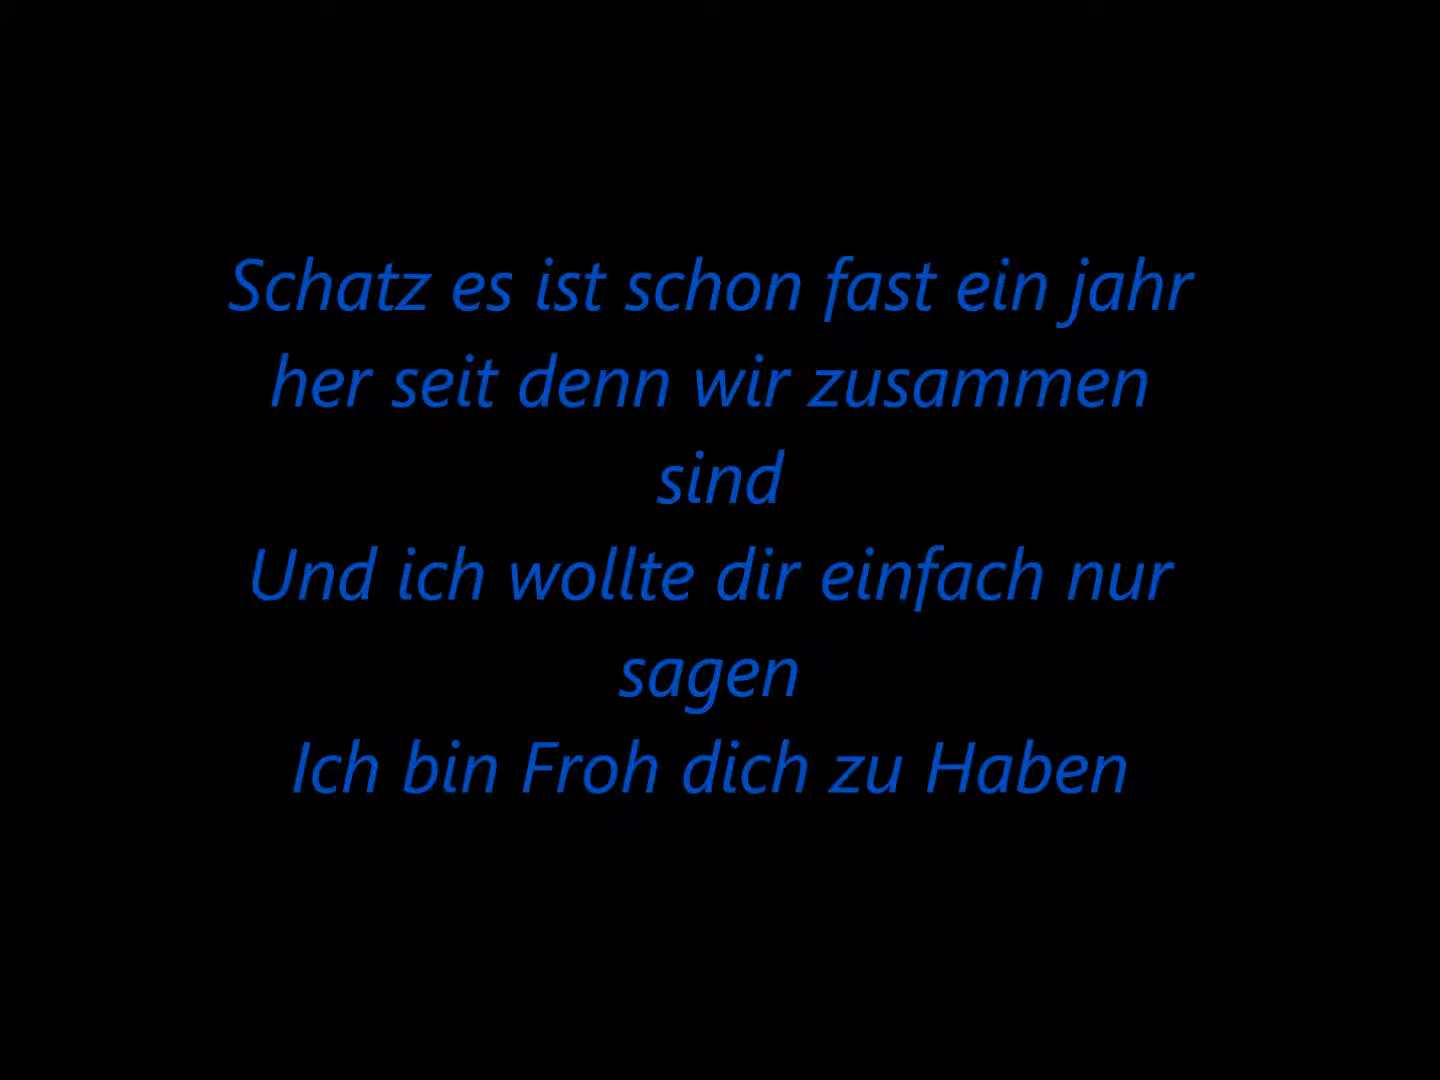 Schatz es ist schon fast ein jahr
her seit denn wir zusammen
sind
Und ich wollte dir einfach nur
sagen
Ich bin Froh dich zu Haben